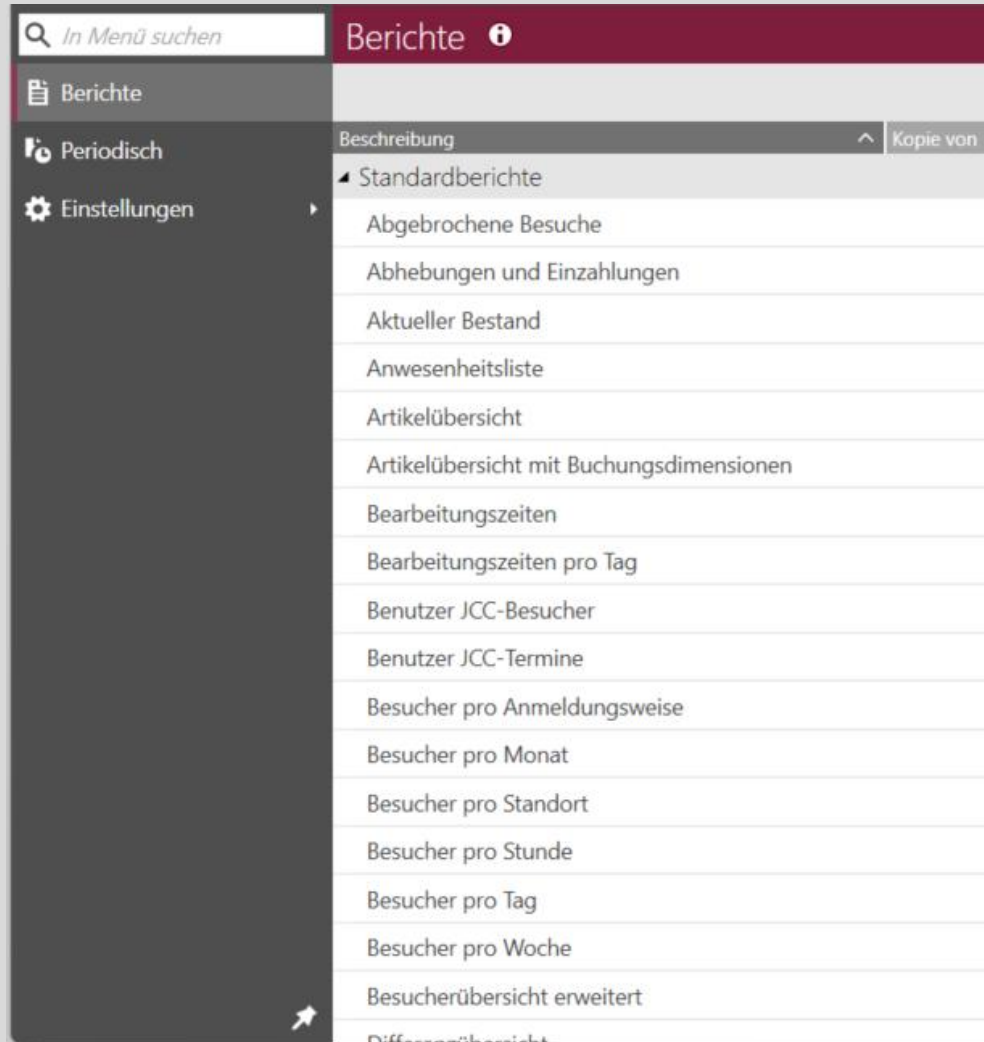 In Menü suchen
Berichte
Berichte
Periodisch
Einstellungen
Beschreibung
Kopie von
Standardberichte
Abgebrochene Besuche
Abhebungen und Einzahlungen
Aktueller Bestand
Anwesenheitsliste
Artikelübersicht
Artikelübersicht mit Buchungsdimensionen
Bearbeitungszeiten
Bearbeitungszeiten pro Tag
Benutzer JCC-Besucher
Benutzer JCC-Termine
Besucher pro Anmeldungsweise
Besucher pro Monat
Besucher pro Standort
Besucher pro Stunde
Besucher pro Tag
Besucher pro Woche
Besucherübersicht erweitert